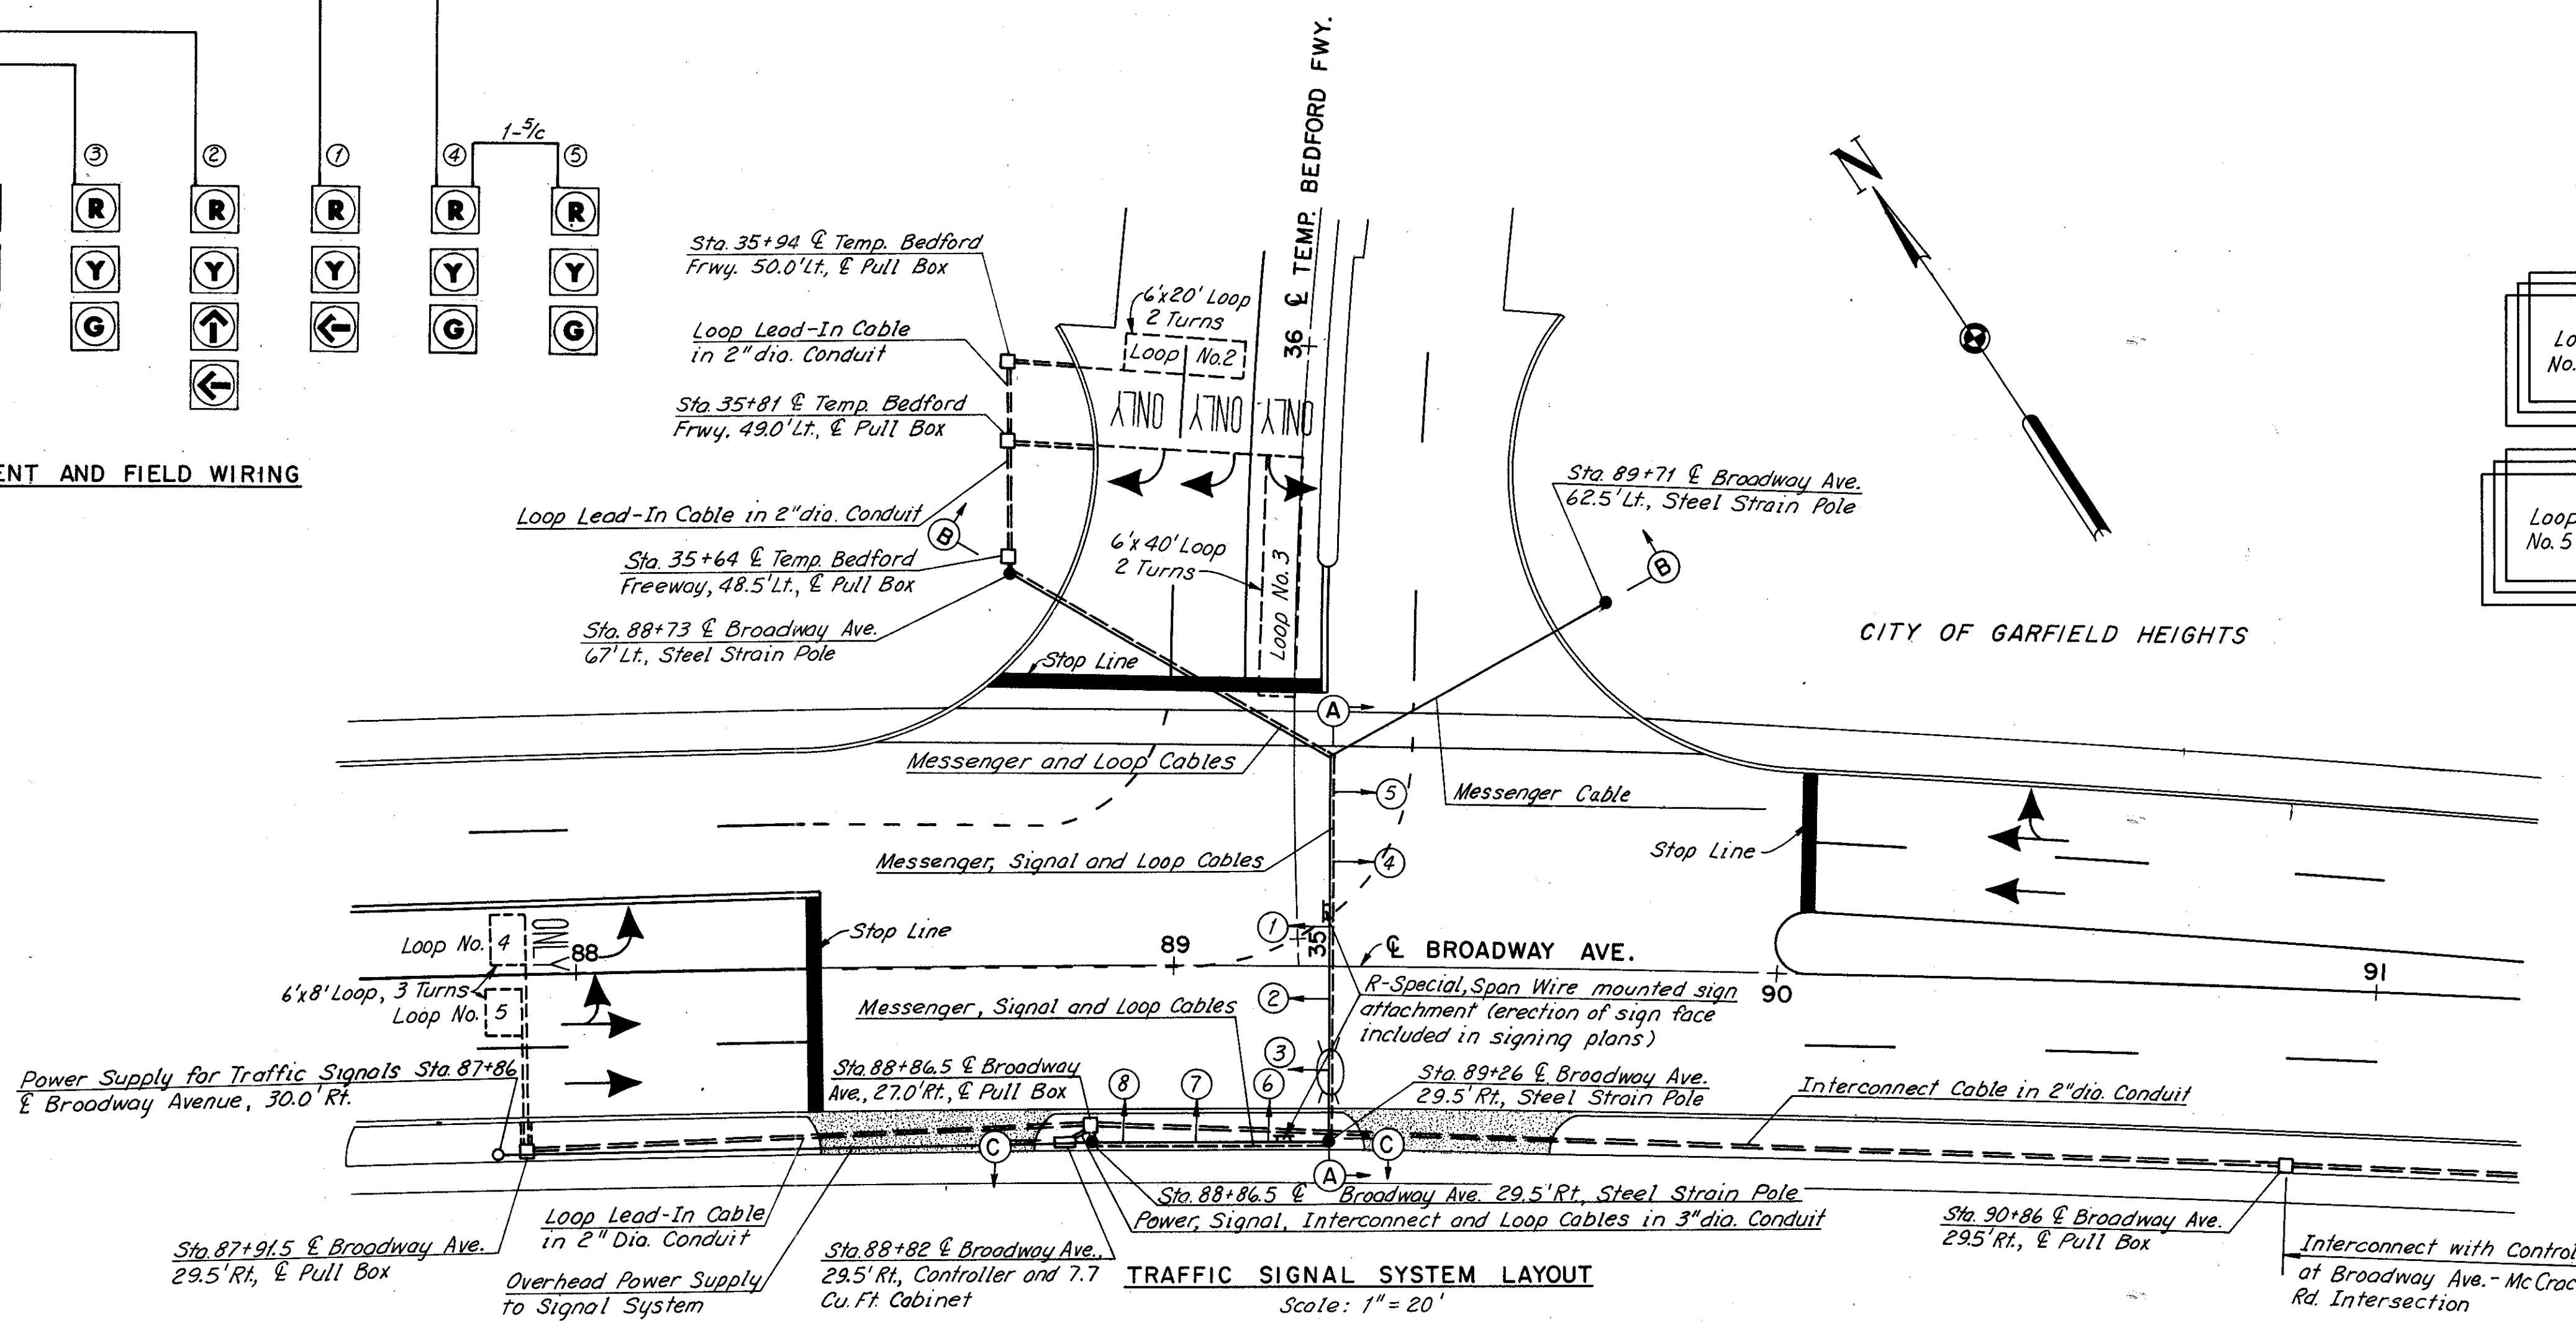 1-5/c
3
2
1
4
5
R
R
R
R
R
Y
Y
Y
Y
Y
G
G
G
ENT AND FIELD WIRING
Sta. 35+94 ℄ Temp. Bedford
Frwy. 50.0'Lt., ℄ Pull Box
Loop Lead-In Cable
in 2"dia. Conduit
Sta. 35+81 ℄ Temp. Bedford
Frwy. 49.0'Lt., ℄ Pull Box
Loop Lead-In Cable in 2"dia. Conduit
B
Sta. 35+64 ℄ Temp. Bedford
Freeway, 48.5'Lt., ℄ Pull Box
Sta. 88+73 ℄ Broadway Ave.
67'Lt., Steel Strain Pole
36 ℄ TEMP. BEDFORD FWY.
6'x20' Loop
2 Turns
Loop No.2
ONLY
ONLY
ONLY
6'x 40' Loop
2 Turns
Loop No. 3
Stop Line
N
Sta. 89+71 ℄ Broadway Ave.
62.5'Lt., Steel Strain Pole
B
CITY OF GARFIELD HEIGHTS
Lo
No.
Loop
No. 5
A
Messenger and Loop Cables
Messenger Cable
5
4
Messenger, Signal and Loop Cables
Stop Line
Stop Line
Loop No. 4
ONLY
88
89
1
35
℄ BROADWAY AVE.
90
91
6'x8' Loop, 3 Turns
Loop No. 5
2
Messenger, Signal and Loop Cables
R-Special, Span Wire mounted sign
attachment (erection of sign face
included in signing plans)
3
Power Supply for Traffic Signals Sta. 87+86
℄ Broadway Avenue, 30.0'Rt.
Sta. 88+86.5 ℄ Broadway
Ave., 27.0'Rt., ℄ Pull Box
8
7
6
Sta. 89+26 ℄ Broadway Ave.
29.5'Rt., Steel Strain Pole
Interconnect Cable in 2"dia. Conduit
C
C
A
Sta. 88+86.5 ℄ Broadway Ave. 29.5'Rt., Steel Strain Pole
Power, Signal, Interconnect and Loop Cables in 3"dia. Conduit
Sta. 87+91.5 ℄ Broadway Ave.
29.5'Rt., ℄ Pull Box
Loop Lead-In Cable
in 2" Dia. Conduit
Overhead Power Supply
to Signal System
Sta. 88+82 ℄ Broadway Ave.,
29.5'Rt., Controller and 7.7
Cu. Ft. Cabinet
Sta. 90+86 ℄ Broadway Ave.
29.5'Rt., ℄ Pull Box
Interconnect with Control
at Broadway Ave.- McCrac
Rd. Intersection
TRAFFIC SIGNAL SYSTEM LAYOUT
Scale: 1" = 20'